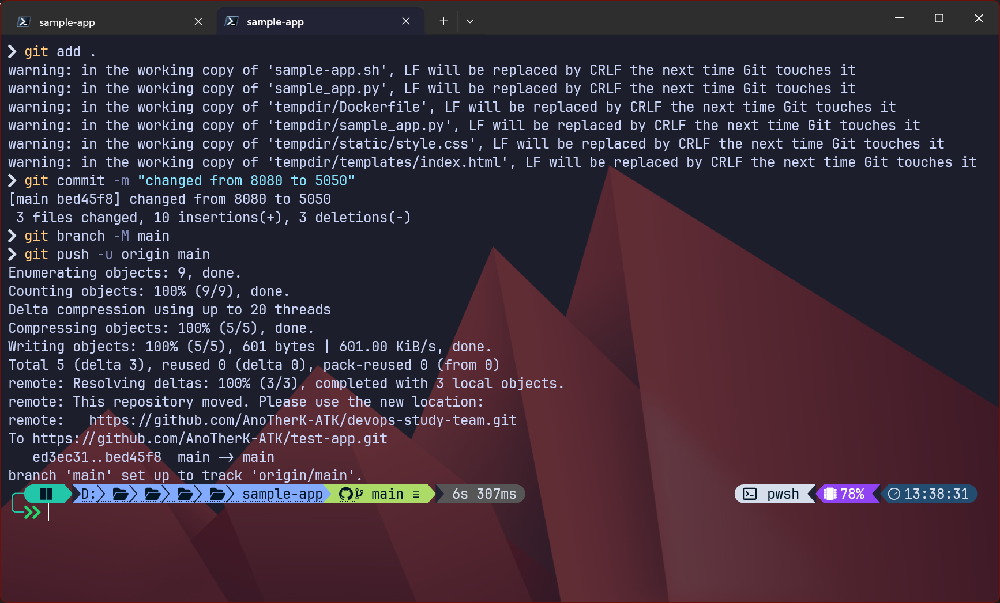 sample-app
sample-app
git add .
warning: in the working copy of 'sample-app.sh', LF will be replaced by CRLF the next time Git touches it
warning: in the working copy of 'sample_app.py', LF will be replaced by CRLF the next time Git touches it
warning: in the working copy of 'tempdir/Dockerfile', LF will be replaced by CRLF the next time Git touches it
warning: in the working copy of 'tempdir/sample_app.py', LF will be replaced by CRLF the next time Git touches it
warning: in the working copy of 'tempdir/static/style.css', LF will be replaced by CRLF the next time Git touches it
warning: in the working copy of 'tempdir/templates/index.html', LF will be replaced by CRLF the next time Git touches it
git commit -m "changed from 8080 to 5050"
[main bed45f8] changed from 8080 to 5050
3 files changed, 10 insertions(+), 3 deletions(-)
git branch -M main
git push -u origin main
Enumerating objects: 9, done.
Counting objects: 100% (9/9), done.
Delta compression using up to 20 threads
Compressing objects: 100% (5/5), done.
Writing objects: 100% (5/5), 601 bytes | 601.00 KiB/s, done.
Total 5 (delta 3), reused 0 (delta 0), pack-reused 0 (from 0)
remote: Resolving deltas: 100% (3/3), completed with 3 local objects.
remote: This repository moved. Please use the new location:
remote:   https://github.com/AnoTherK-ATK/devops-study-team.git
To https://github.com/AnoTherK-ATK/test-app.git
ed3ec31..bed45f8  main -> main
branch 'main' set up to track 'origin/main'.
D: sample-app main ≡ 6s 307ms pwsh 78% 13:38:31